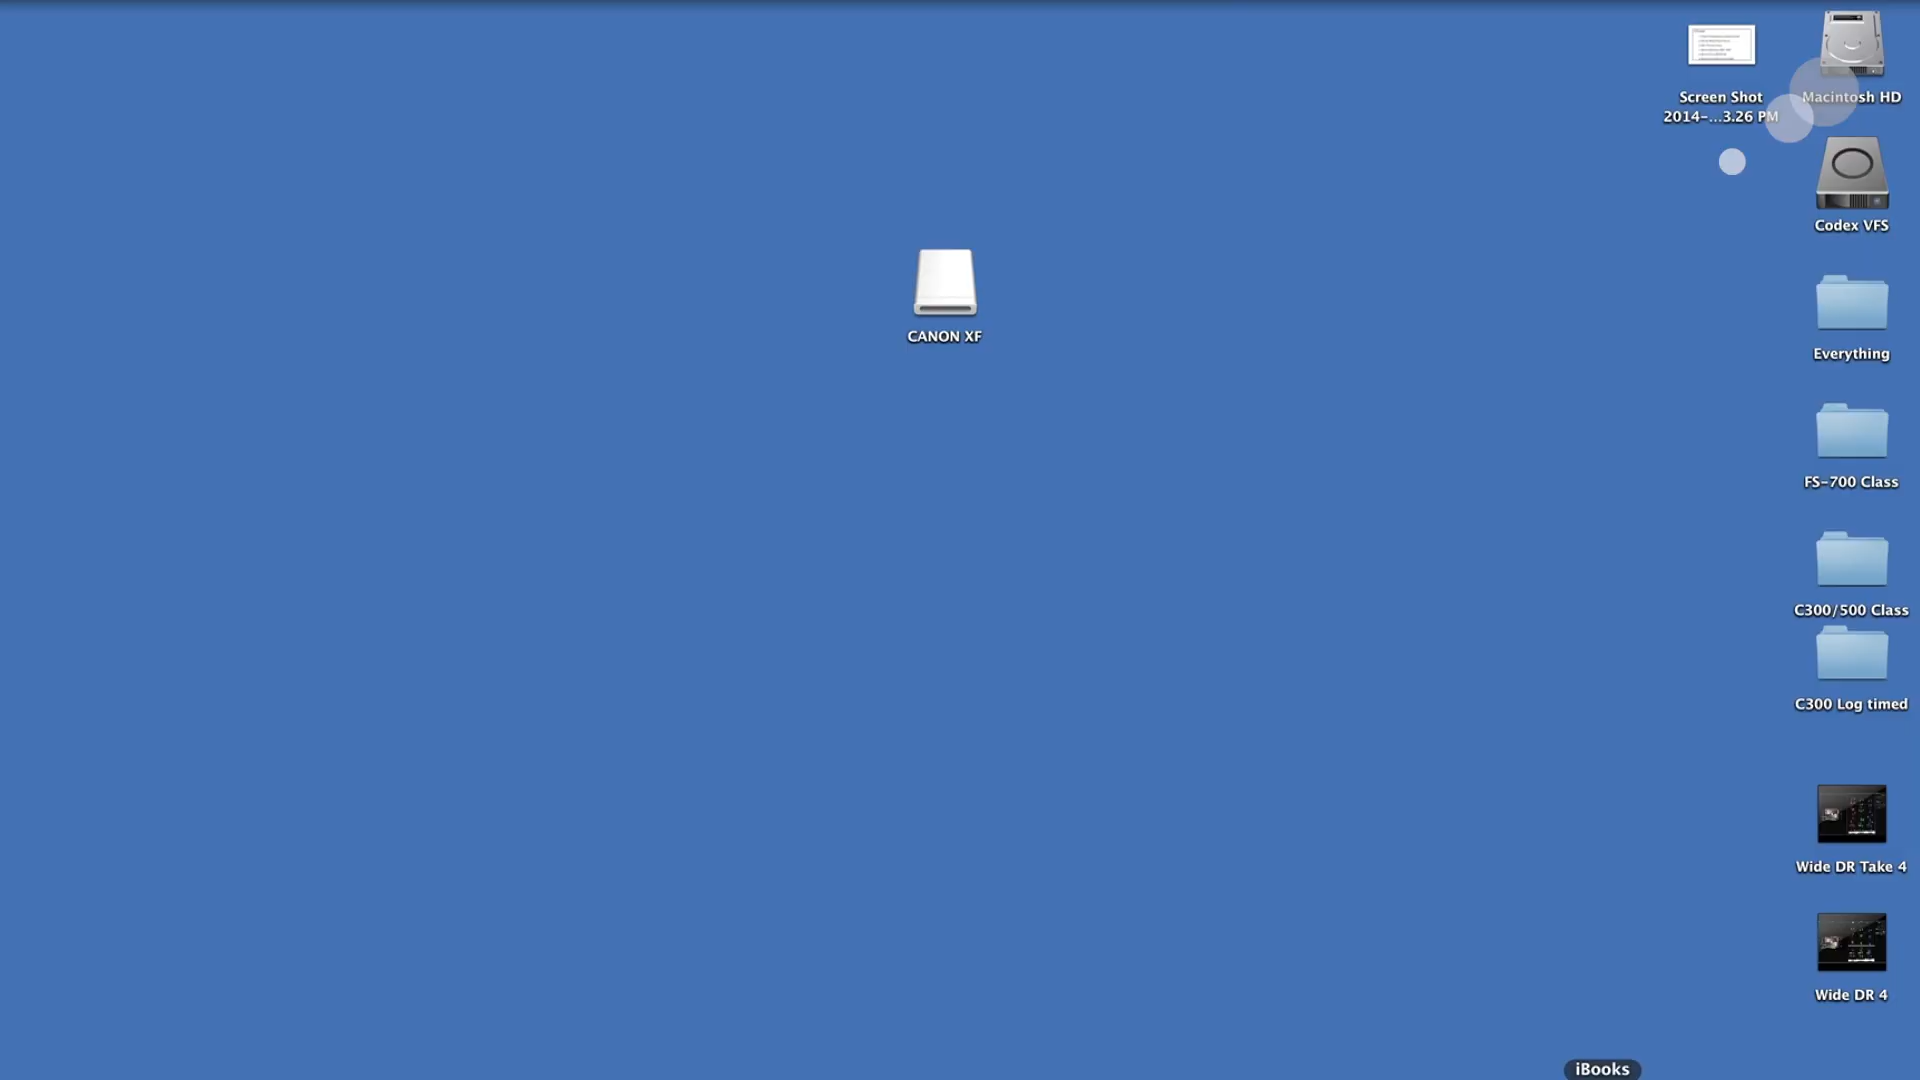 Screen Shot
2014-...3.26 PM
Macintosh HD
Codex VFS
CANON XF
Everything
FS-700 Class
C300/500 Class
C300 Log timed
Wide DR Take 4
Wide DR 4
iBooks